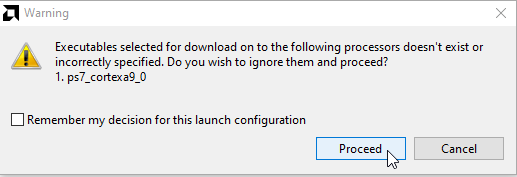 Warning
Executables selected for download on to the following processors doesn't exist or
incorrectly specified. Do you wish to ignore them and proceed?
1. ps7_cortexa9_0
Remember my decision for this launch configuration
Proceed
Cancel